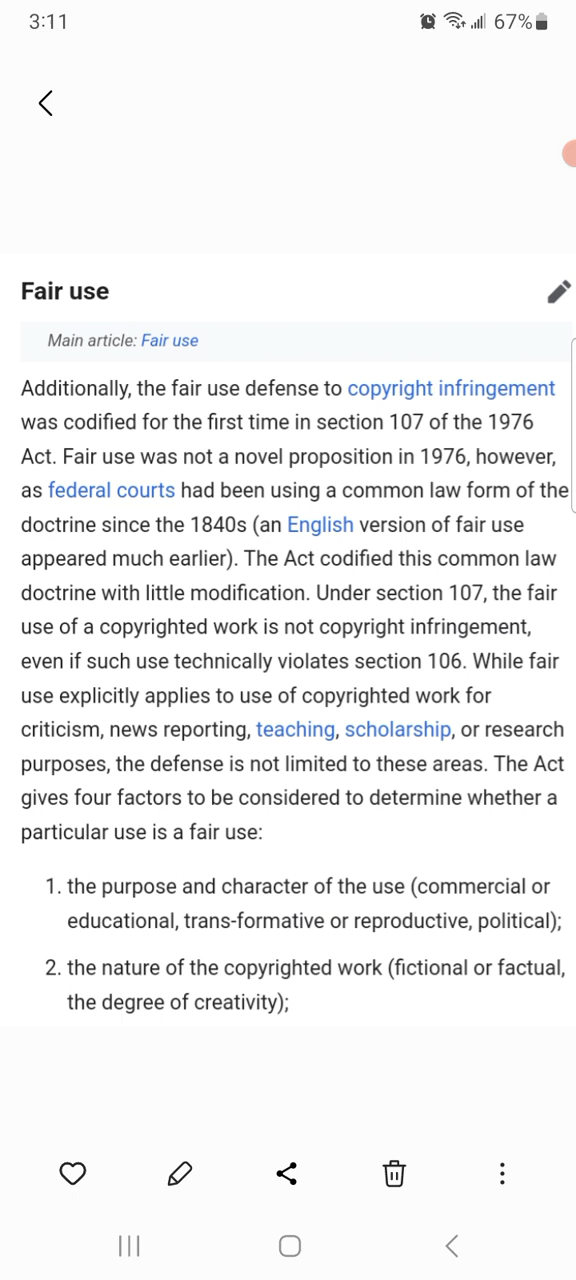 3:11
67%
Fair use
Main article: Fair use
Additionally, the fair use defense to copyright infringement
was codified for the first time in section 107 of the 1976
Act. Fair use was not a novel proposition in 1976, however,
as federal courts had been using a common law form of the
doctrine since the 1840s (an English version of fair use
appeared much earlier). The Act codified this common law
doctrine with little modification. Under section 107, the fair
use of a copyrighted work is not copyright infringement,
even if such use technically violates section 106. While fair
use explicitly applies to use of copyrighted work for
criticism, news reporting, teaching, scholarship, or research
purposes, the defense is not limited to these areas. The Act
gives four factors to be considered to determine whether a
particular use is a fair use:
1. the purpose and character of the use (commercial or
educational, trans-formative or reproductive, political);
2. the nature of the copyrighted work (fictional or factual,
the degree of creativity);